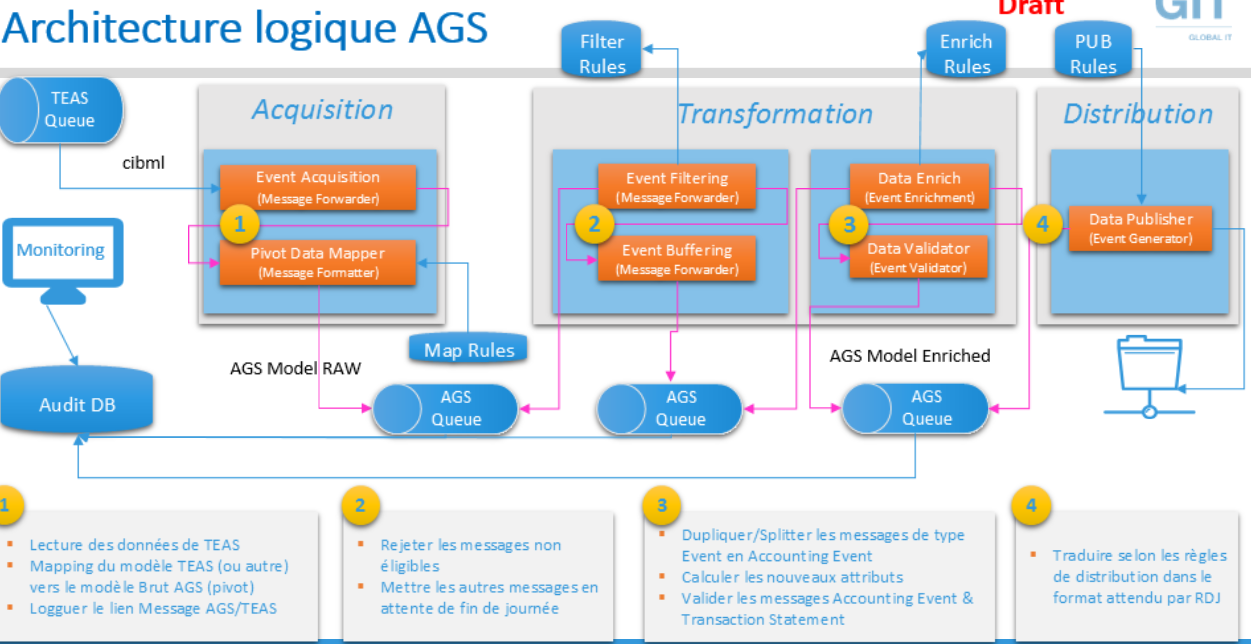 Architecture logique AGS
Draft
GIT
GLOBAL IT
Filter
Rules
Enrich
Rules
PUB
Rules
TEAS
Queue
cibml
Acquisition
Transformation
Distribution
Event Acquisition
(Message Forwarder)
1
Pivot Data Mapper
(Message Formatter)
Event Filtering
(Message Forwarder)
2
Event Buffering
(Message Forwarder)
Data Enrich
(Event Enrichment)
3
Data Validator
(Event Validator)
4
Data Publisher
(Event Generator)
Monitoring
Map Rules
AGS Model RAW
AGS Model Enriched
Audit DB
AGS
Queue
AGS
Queue
AGS
Queue
1
Lecture des données de TEAS
Mapping du modèle TEAS (ou autre)
vers le modèle Brut AGS (pivot)
Logguer le lien Message AGS/TEAS
2
Rejeter les messages non
éligibles
Mettre les autres messages en
attente de fin de journée
3
Dupliquer/Splitter les messages de type
Event en Accounting Event
Calculer les nouveaux attributs
Valider les messages Accounting Event &
Transaction Statement
4
Traduire selon les règles
de distribution dans le
format attendu par RDJ